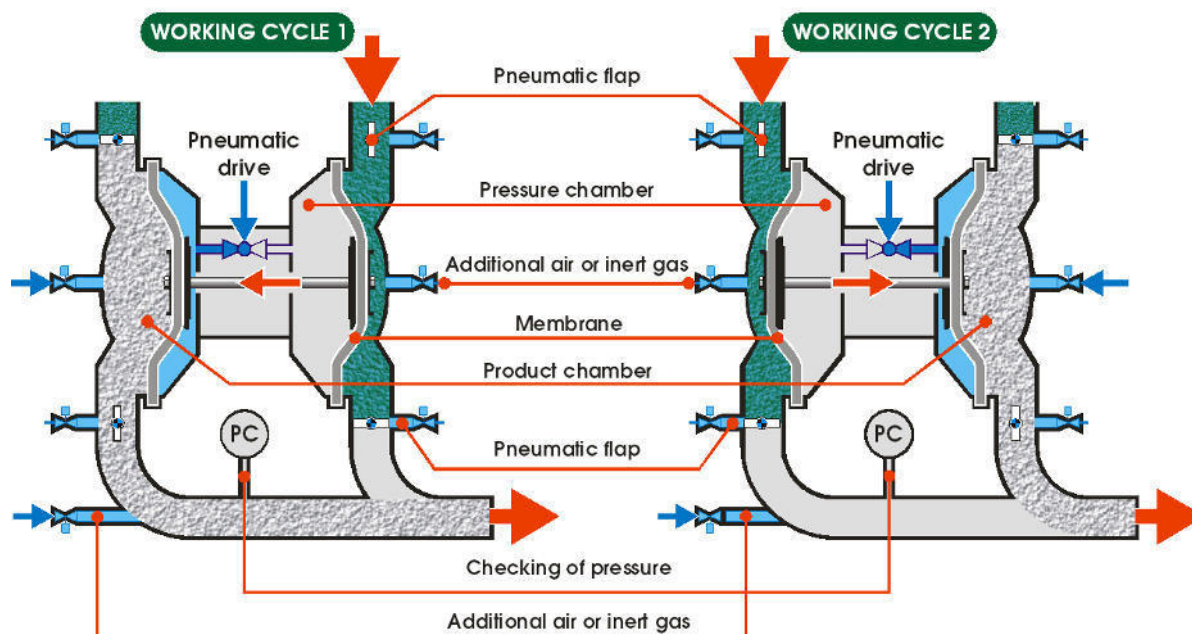 WORKING CYCLE 1
WORKING CYCLE 2
Pneumatic flap
Pneumatic
drive
Pneumatic
drive
Pressure chamber
Additional air or inert gas
Membrane
Product chamber
PC
PC
Pneumatic flap
Checking of pressure
Additional air or inert gas